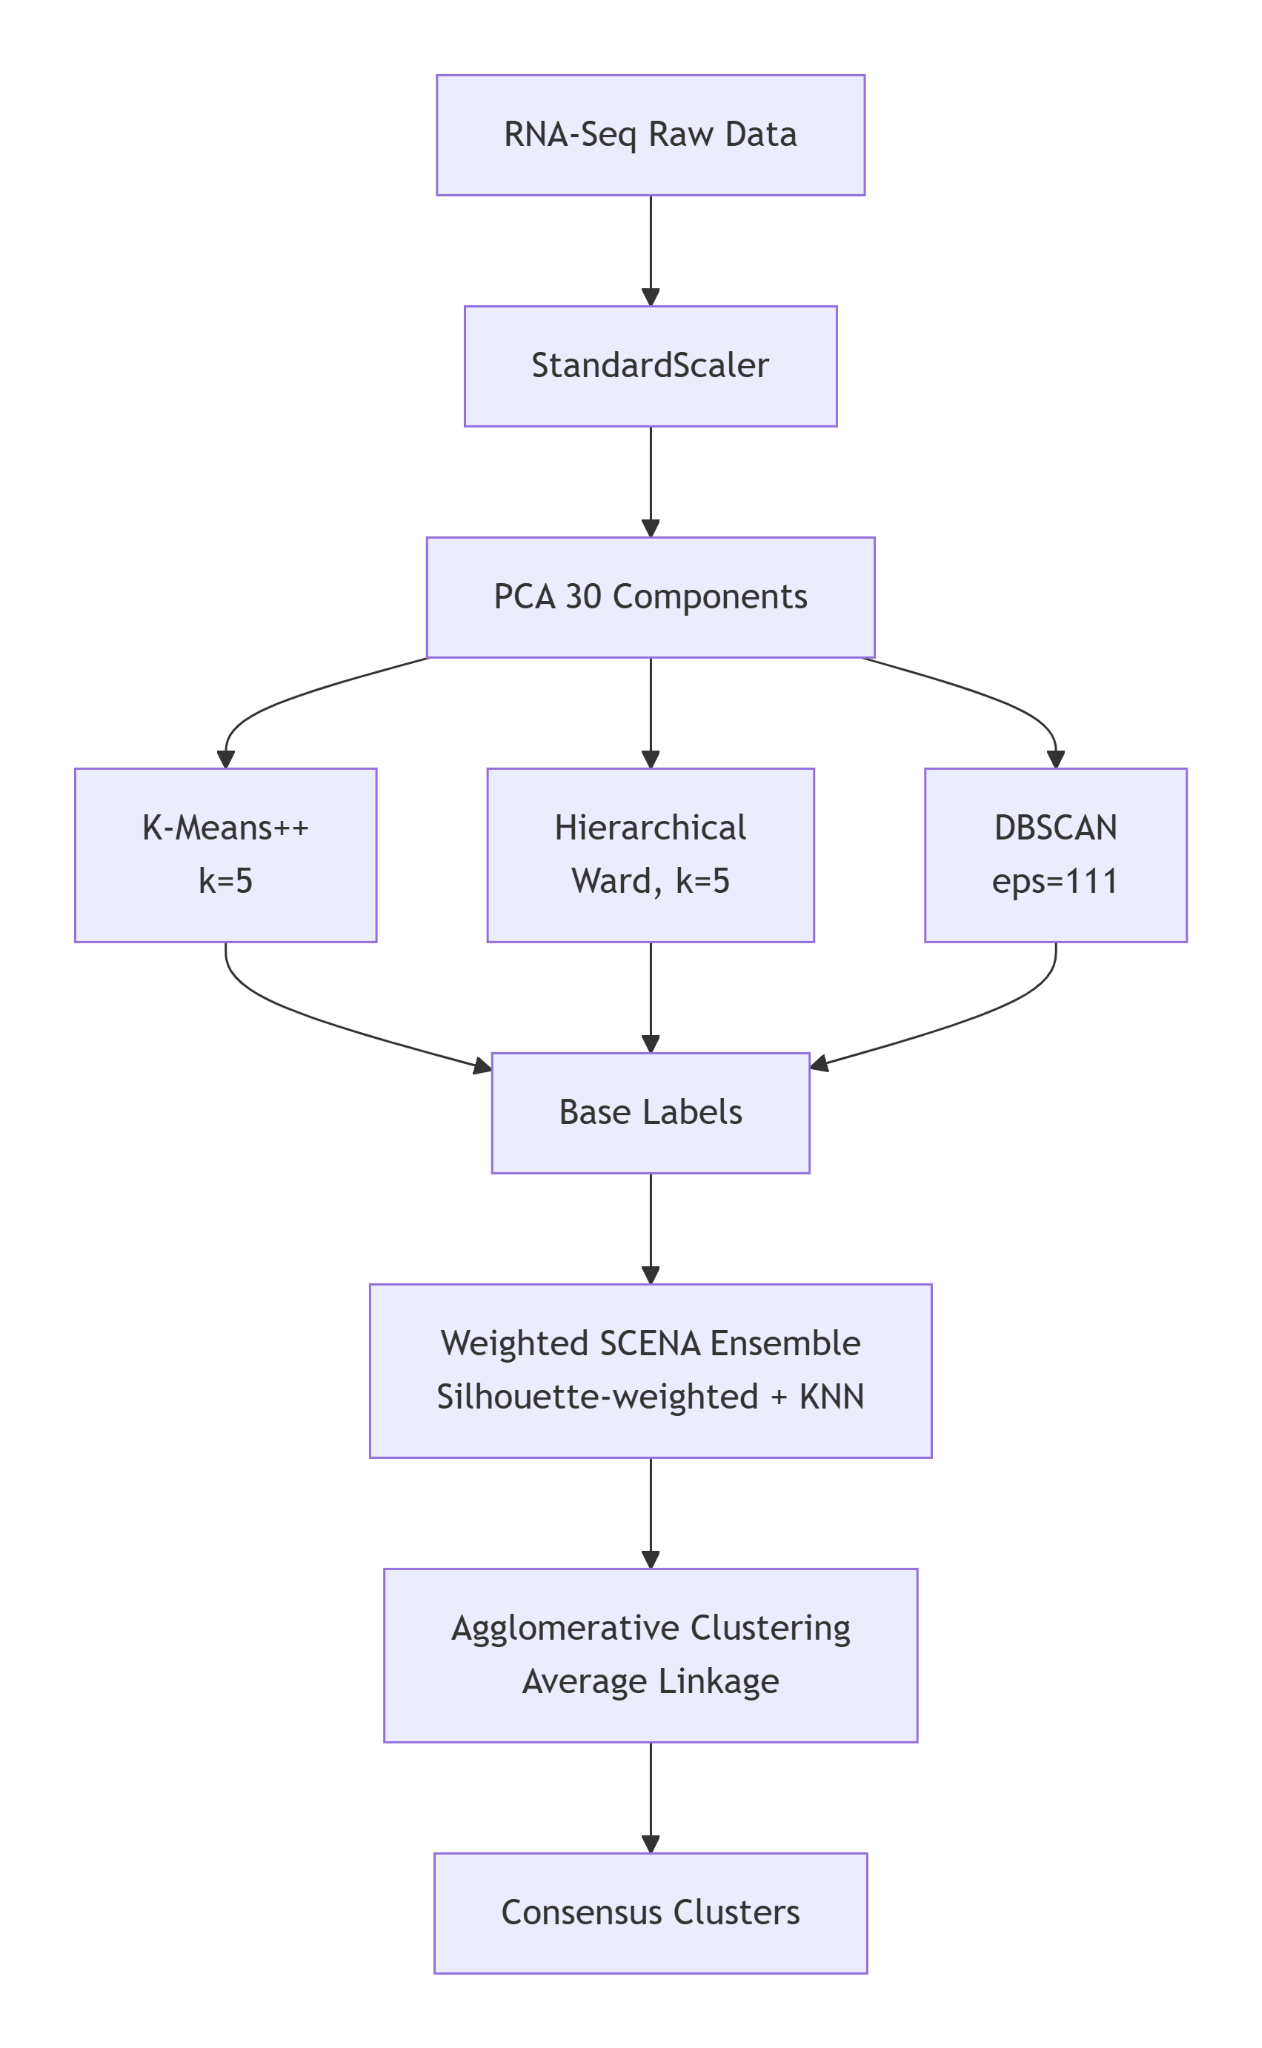 RNA-Seq Raw Data
StandardScaler
PCA 30 Components
K-Means++
k=5
Hierarchical
Ward, k=5
DBSCAN
eps=111
Base Labels
Weighted SCENA Ensemble
Silhouette-weighted + KNN
Agglomerative Clustering
Average Linkage
Consensus Clusters